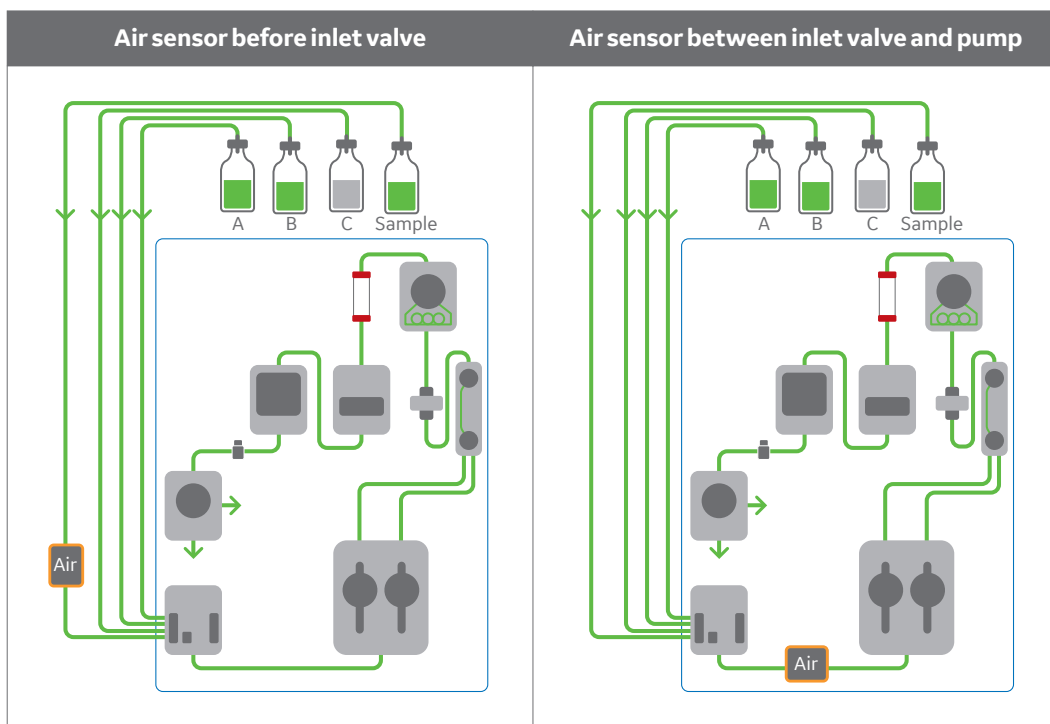 Air sensor before inlet valve
Air sensor between inlet valve and pump
A B C Sample
A B C Sample
Air
Air